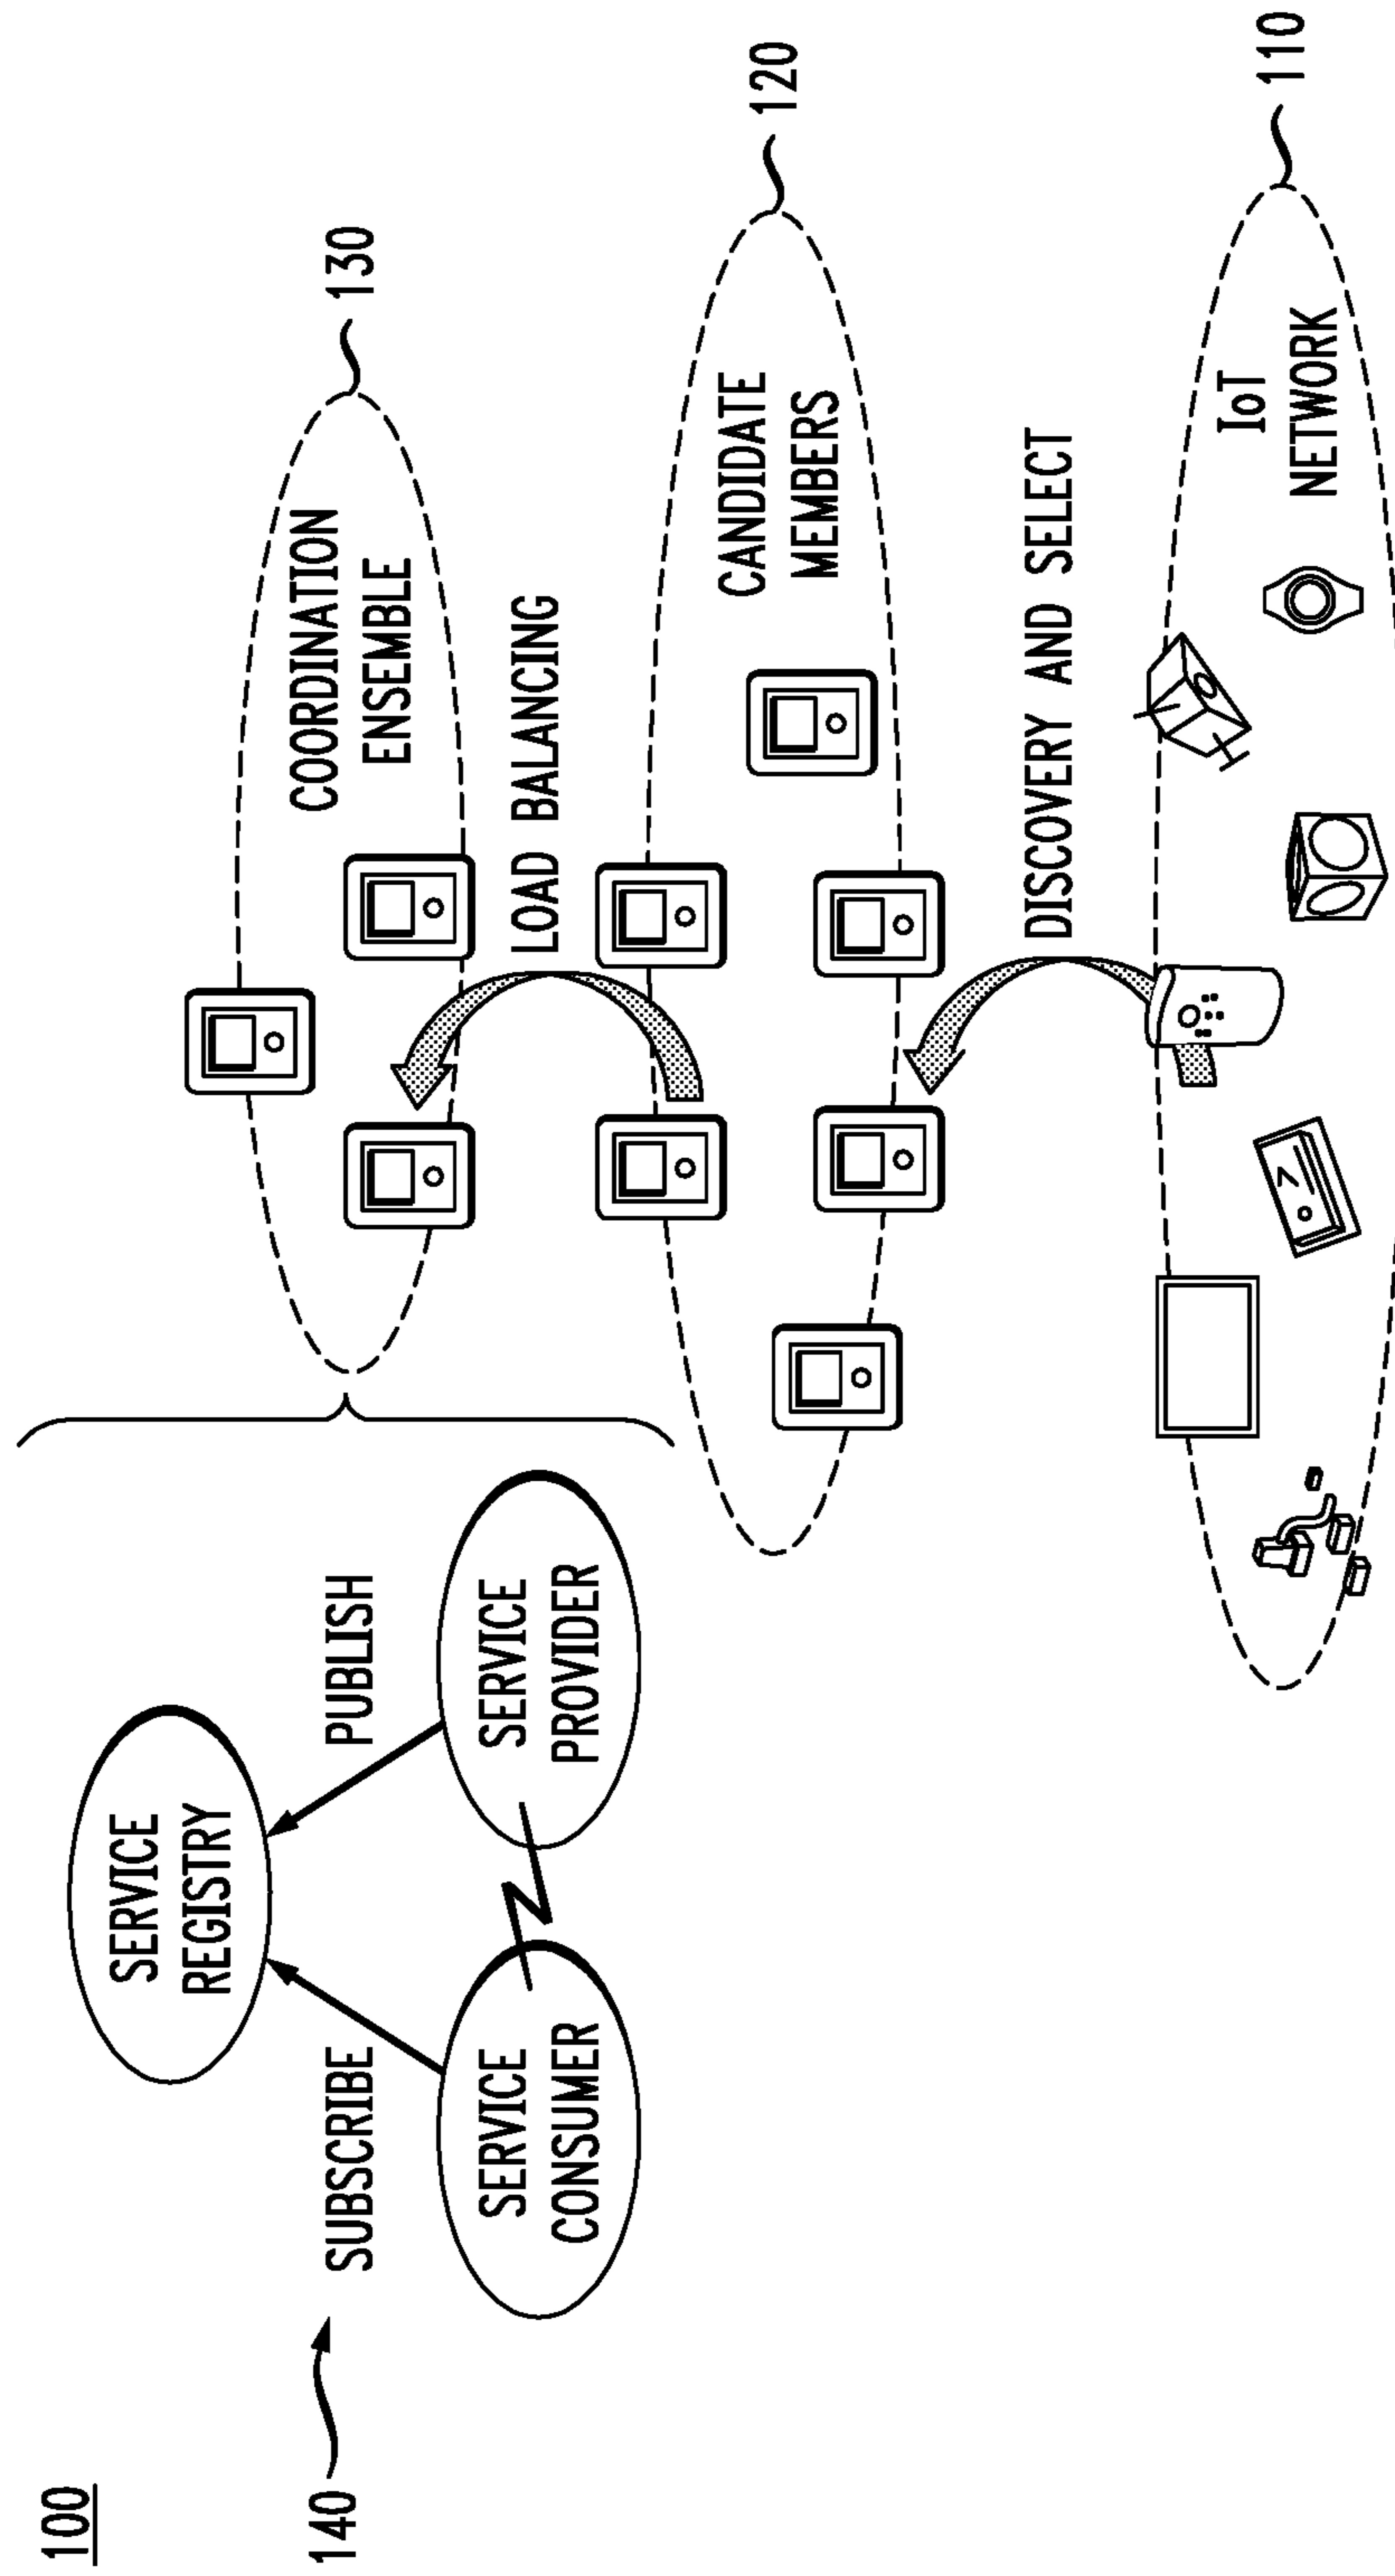 100
140
SUBSCRIBE
PUBLISH
SERVICE
REGISTRY
SERVICE
CONSUMER
SERVICE
PROVIDER
130
COORDINATION
ENSEMBLE
LOAD BALANCING
120
CANDIDATE
MEMBERS
DISCOVERY AND SELECT
110
IoT
NETWORK